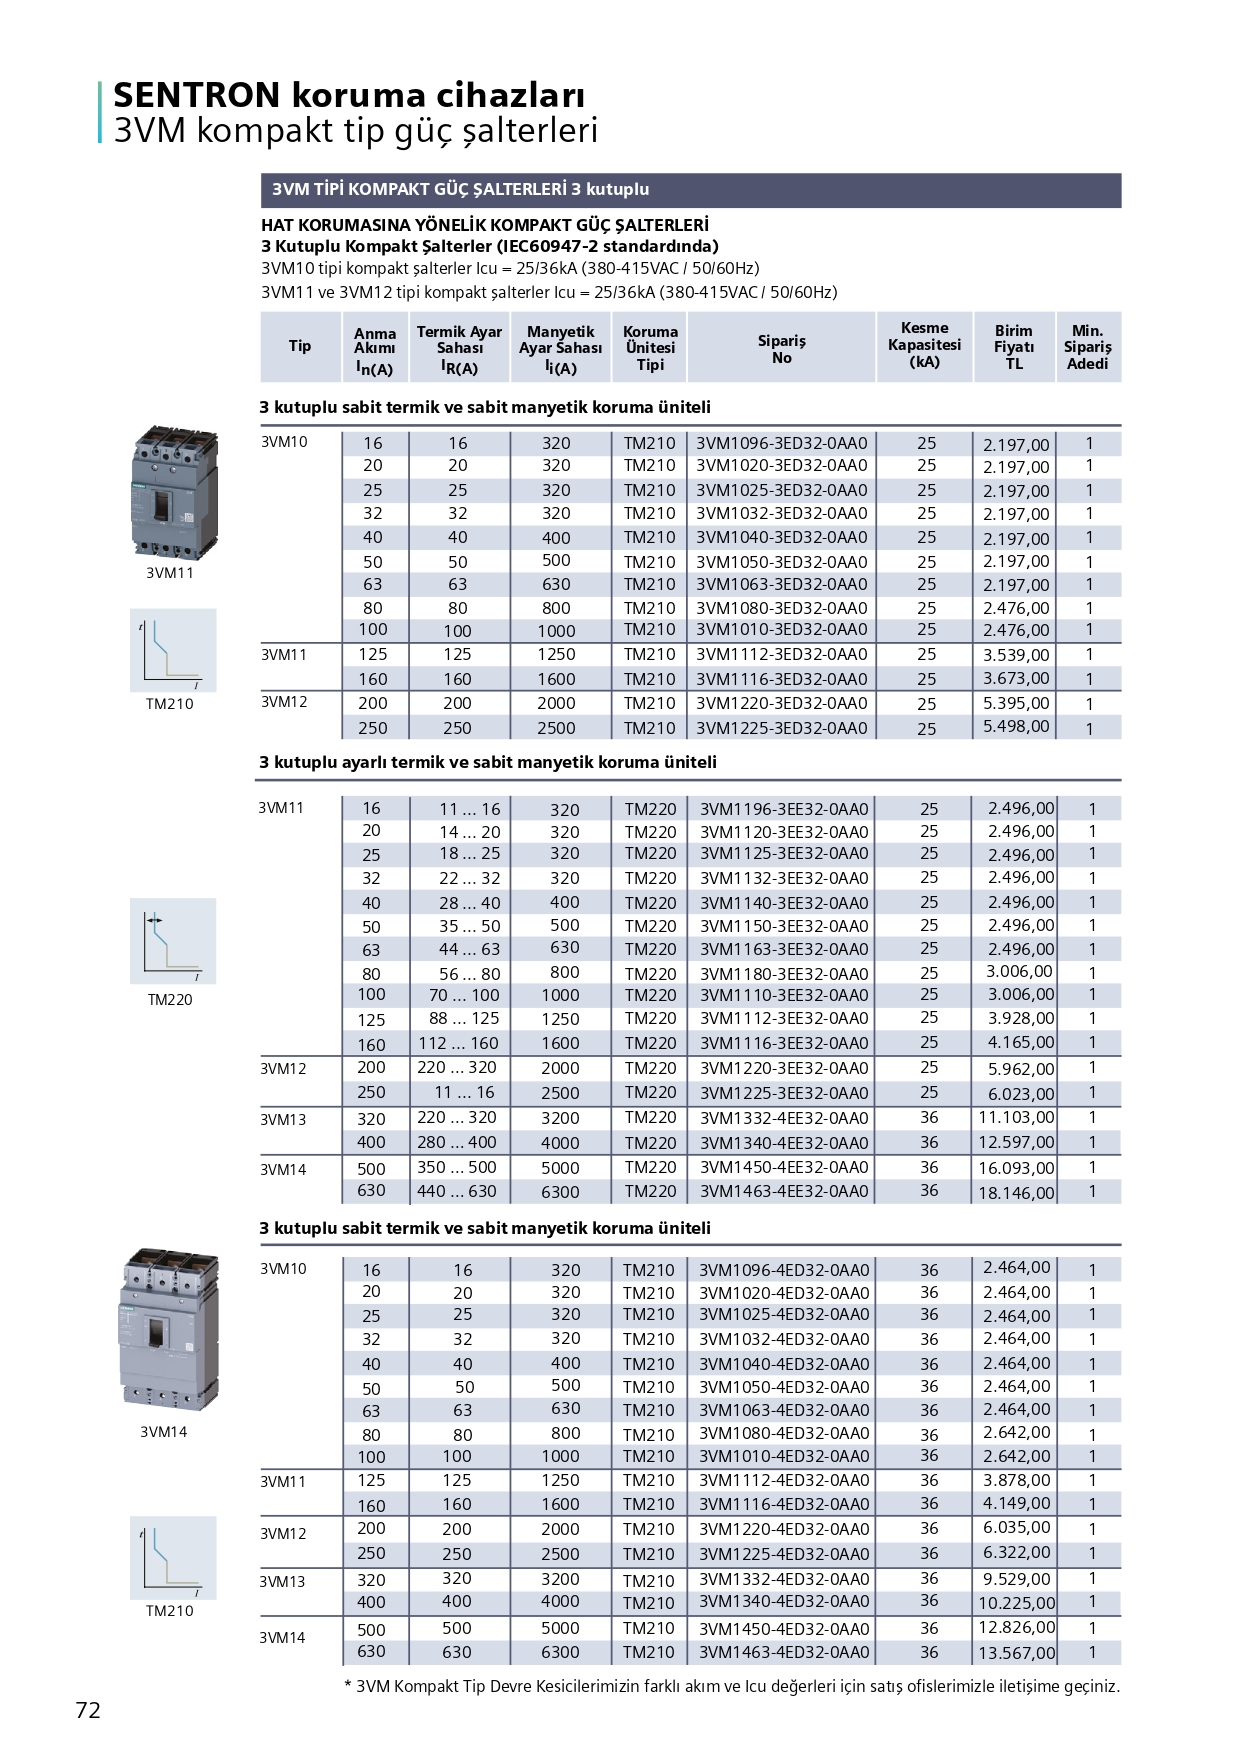 SENTRON koruma cihazları
3VM kompakt tip güç şalterleri
3VM TİPİ KOMPAKT GÜÇ ŞALTERLERİ 3 kutuplu
HAT KORUMASINA YÖNELİK KOMPAKT GÜÇ ŞALTERLERİ
3 Kutuplu Kompakt Şalterler (IEC60947-2 standardında)
3VM10 tipi kompakt şalterler Icu = 25/36kA (380-415VAC / 50/60Hz)
3VM11 ve 3VM12 tipi kompakt şalterler Icu = 25/36kA (380-415VAC / 50/60Hz)
Tip Anma Akımı In(A) Termik Ayar Sahası IR(A) Manyetik Ayar Sahası Ii(A) Koruma Ünitesi Tipi Sipariş No Kesme Kapasitesi (kA) Birim Fiyatı TL Min. Sipariş Adedi
3 kutuplu sabit termik ve sabit manyetik koruma üniteli
3VM10 16 16 320 TM210 3VM1096-3ED32-0AA0 25 2.197,00 1
20 20 320 TM210 3VM1020-3ED32-0AA0 25 2.197,00 1
25 25 320 TM210 3VM1025-3ED32-0AA0 25 2.197,00 1
32 32 320 TM210 3VM1032-3ED32-0AA0 25 2.197,00 1
40 40 400 TM210 3VM1040-3ED32-0AA0 25 2.197,00 1
50 50 500 TM210 3VM1050-3ED32-0AA0 25 2.197,00 1
63 63 630 TM210 3VM1063-3ED32-0AA0 25 2.197,00 1
80 80 800 TM210 3VM1080-3ED32-0AA0 25 2.476,00 1
100 100 1000 TM210 3VM1010-3ED32-0AA0 25 2.476,00 1
3VM11 125 125 1250 TM210 3VM1112-3ED32-0AA0 25 3.539,00 1
160 160 1600 TM210 3VM1116-3ED32-0AA0 25 3.673,00 1
3VM12 200 200 2000 TM210 3VM1220-3ED32-0AA0 25 5.395,00 1
250 250 2500 TM210 3VM1225-3ED32-0AA0 25 5.498,00 1
3VM11
t
I
TM210
3 kutuplu ayarlı termik ve sabit manyetik koruma üniteli
3VM11 16 11 ... 16 320 TM220 3VM1196-3EE32-0AA0 25 2.496,00 1
20 14 ... 20 320 TM220 3VM1120-3EE32-0AA0 25 2.496,00 1
25 18 ... 25 320 TM220 3VM1125-3EE32-0AA0 25 2.496,00 1
32 22 ... 32 320 TM220 3VM1132-3EE32-0AA0 25 2.496,00 1
40 28 ... 40 400 TM220 3VM1140-3EE32-0AA0 25 2.496,00 1
50 35 ... 50 500 TM220 3VM1150-3EE32-0AA0 25 2.496,00 1
63 44 ... 63 630 TM220 3VM1163-3EE32-0AA0 25 2.496,00 1
80 56 ... 80 800 TM220 3VM1180-3EE32-0AA0 25 3.006,00 1
100 70 ... 100 1000 TM220 3VM1110-3EE32-0AA0 25 3.006,00 1
125 88 ... 125 1250 TM220 3VM1112-3EE32-0AA0 25 3.928,00 1
160 112 ... 160 1600 TM220 3VM1116-3EE32-0AA0 25 4.165,00 1
3VM12 200 220 ... 320 2000 TM220 3VM1220-3EE32-0AA0 25 5.962,00 1
250 11 ... 16 2500 TM220 3VM1225-3EE32-0AA0 25 6.023,00 1
3VM13 320 220 ... 320 3200 TM220 3VM1332-4EE32-0AA0 36 11.103,00 1
400 280 ... 400 4000 TM220 3VM1340-4EE32-0AA0 36 12.597,00 1
3VM14 500 350 ... 500 5000 TM220 3VM1450-4EE32-0AA0 36 16.093,00 1
630 440 ... 630 6300 TM220 3VM1463-4EE32-0AA0 36 18.146,00 1
I
TM220
3 kutuplu sabit termik ve sabit manyetik koruma üniteli
3VM10 16 16 320 TM210 3VM1096-4ED32-0AA0 36 2.464,00 1
20 20 320 TM210 3VM1020-4ED32-0AA0 36 2.464,00 1
25 25 320 TM210 3VM1025-4ED32-0AA0 36 2.464,00 1
32 32 320 TM210 3VM1032-4ED32-0AA0 36 2.464,00 1
40 40 400 TM210 3VM1040-4ED32-0AA0 36 2.464,00 1
50 50 500 TM210 3VM1050-4ED32-0AA0 36 2.464,00 1
63 63 630 TM210 3VM1063-4ED32-0AA0 36 2.464,00 1
80 80 800 TM210 3VM1080-4ED32-0AA0 36 2.642,00 1
100 100 1000 TM210 3VM1010-4ED32-0AA0 36 2.642,00 1
3VM11 125 125 1250 TM210 3VM1112-4ED32-0AA0 36 3.878,00 1
160 160 1600 TM210 3VM1116-4ED32-0AA0 36 4.149,00 1
3VM12 200 200 2000 TM210 3VM1220-4ED32-0AA0 36 6.035,00 1
250 250 2500 TM210 3VM1225-4ED32-0AA0 36 6.322,00 1
3VM13 320 320 3200 TM210 3VM1332-4ED32-0AA0 36 9.529,00 1
400 400 4000 TM210 3VM1340-4ED32-0AA0 36 10.225,00 1
3VM14 500 500 5000 TM210 3VM1450-4ED32-0AA0 36 12.826,00 1
630 630 6300 TM210 3VM1463-4ED32-0AA0 36 13.567,00 1
3VM14
t
I
TM210
* 3VM Kompakt Tip Devre Kesicilerimizin farklı akım ve Icu değerleri için satış ofislerimizle iletişime geçiniz.
72